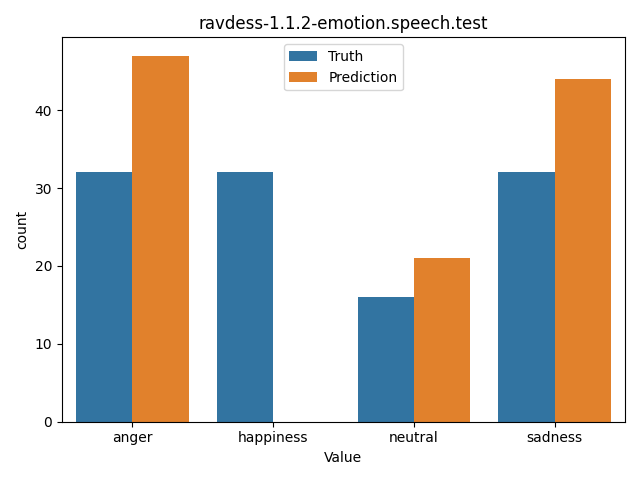 ravdess-1.1.2-emotion.speech.test
Truth
Prediction
count
40
30
20
10
0
anger happiness neutral sadness
Value